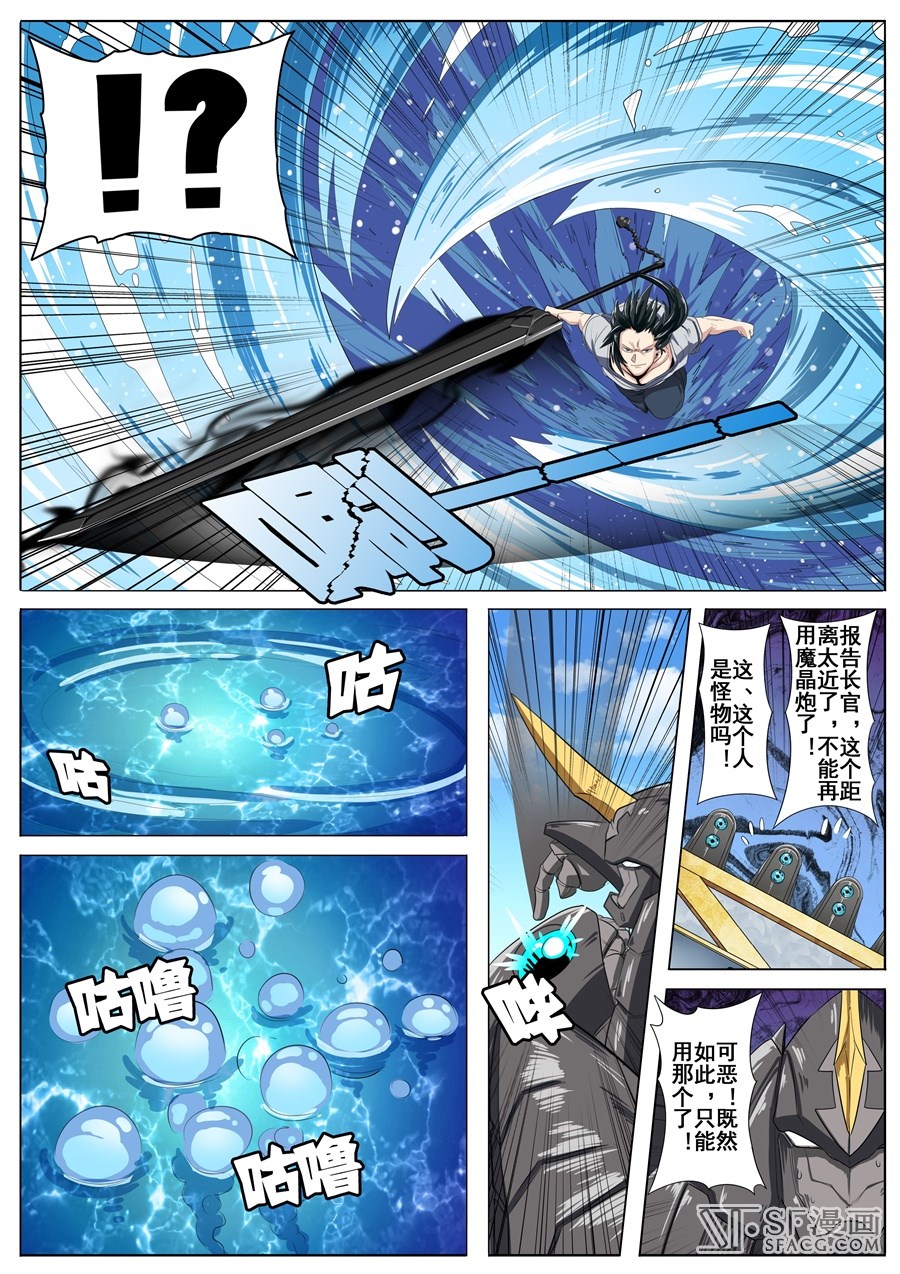 !?
唰
报告长官，这个距
离太近了，不能再
用魔晶炮了！
这、这个人
是怪物吗！
咕
咕
可恶！既然
如此，只能
用那个了！
咕噜
咕噜
SF漫画
SFACG.COM